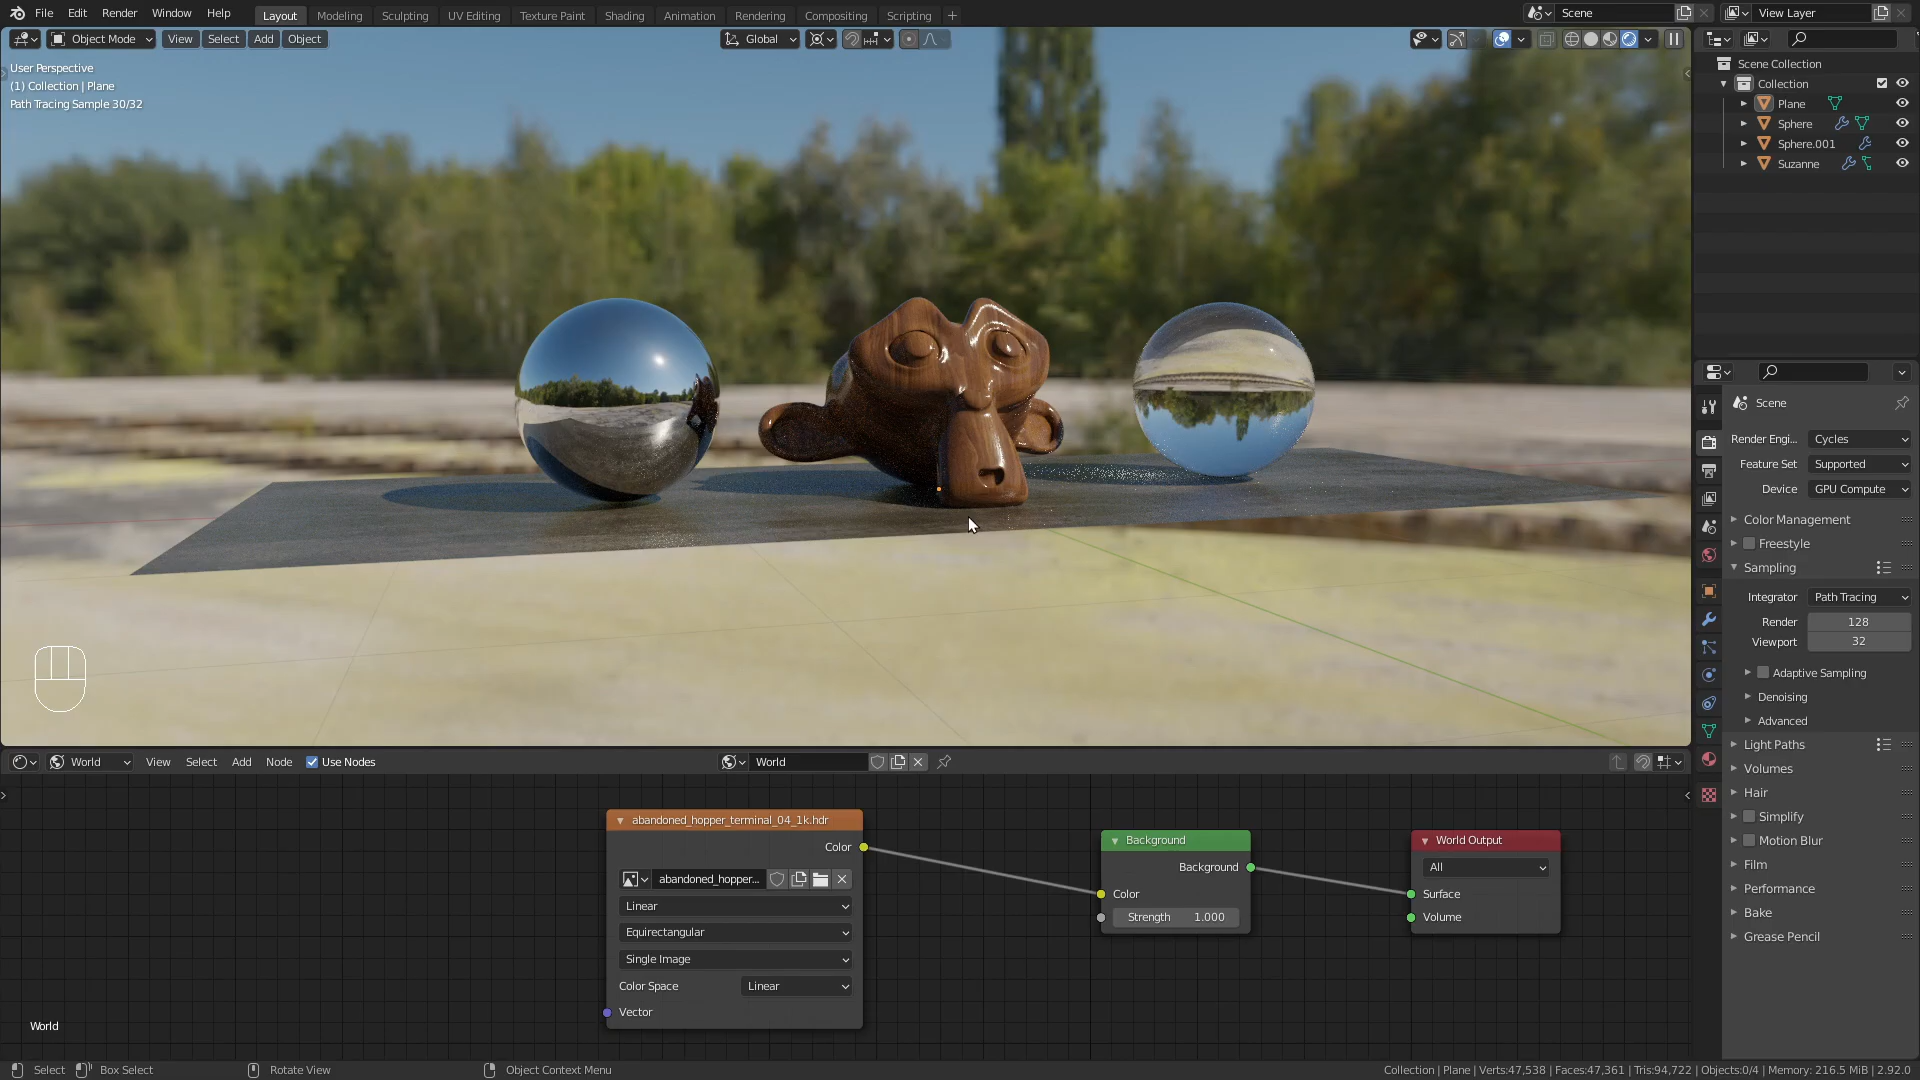 File Edit Render Window Help Layout Modeling Sculpting UV Editing Texture Paint Shading Animation Rendering Compositing Scripting + Scene View Layer
Object Mode View Select Add Object Global
User Perspective
(1) Collection | Plane
Path Tracing Sample 30/32
Scene Collection
Collection
Plane
Sphere
Sphere.001
Suzanne
Scene
Render Engi... Cycles
Feature Set Supported
Device GPU Compute
Color Management
Freestyle
Sampling
Integrator Path Tracing
Render 128
Viewport 32
Adaptive Sampling
Denoising
Advanced
Light Paths
Volumes
Hair
Simplify
Motion Blur
Film
Performance
Bake
Grease Pencil
World View Select Add Node Use Nodes World
abandoned_hopper_terminal_04_1k.hdr
Color
abandoned_hopper...
Linear
Equirectangular
Single Image
Color Space Linear
Vector
Background
Background
Color
Strength 1.000
World Output
All
Surface
Volume
World
Select Box Select Rotate View Object Context Menu Collection | Plane | Verts:47,538 | Faces:47,361 | Tris:94,722 | Objects:0/4 | Memory: 216.5 MiB | 2.92.0